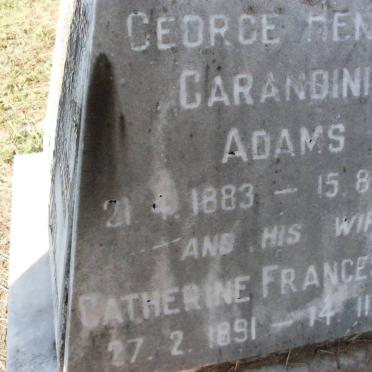 GEORGE HEN
CARANDINI
ADAMS
21. 4. 1883 – 15. 8
AND HIS WIF
CATHERINE FRANCES
27. 2. 1891 – 14. 11